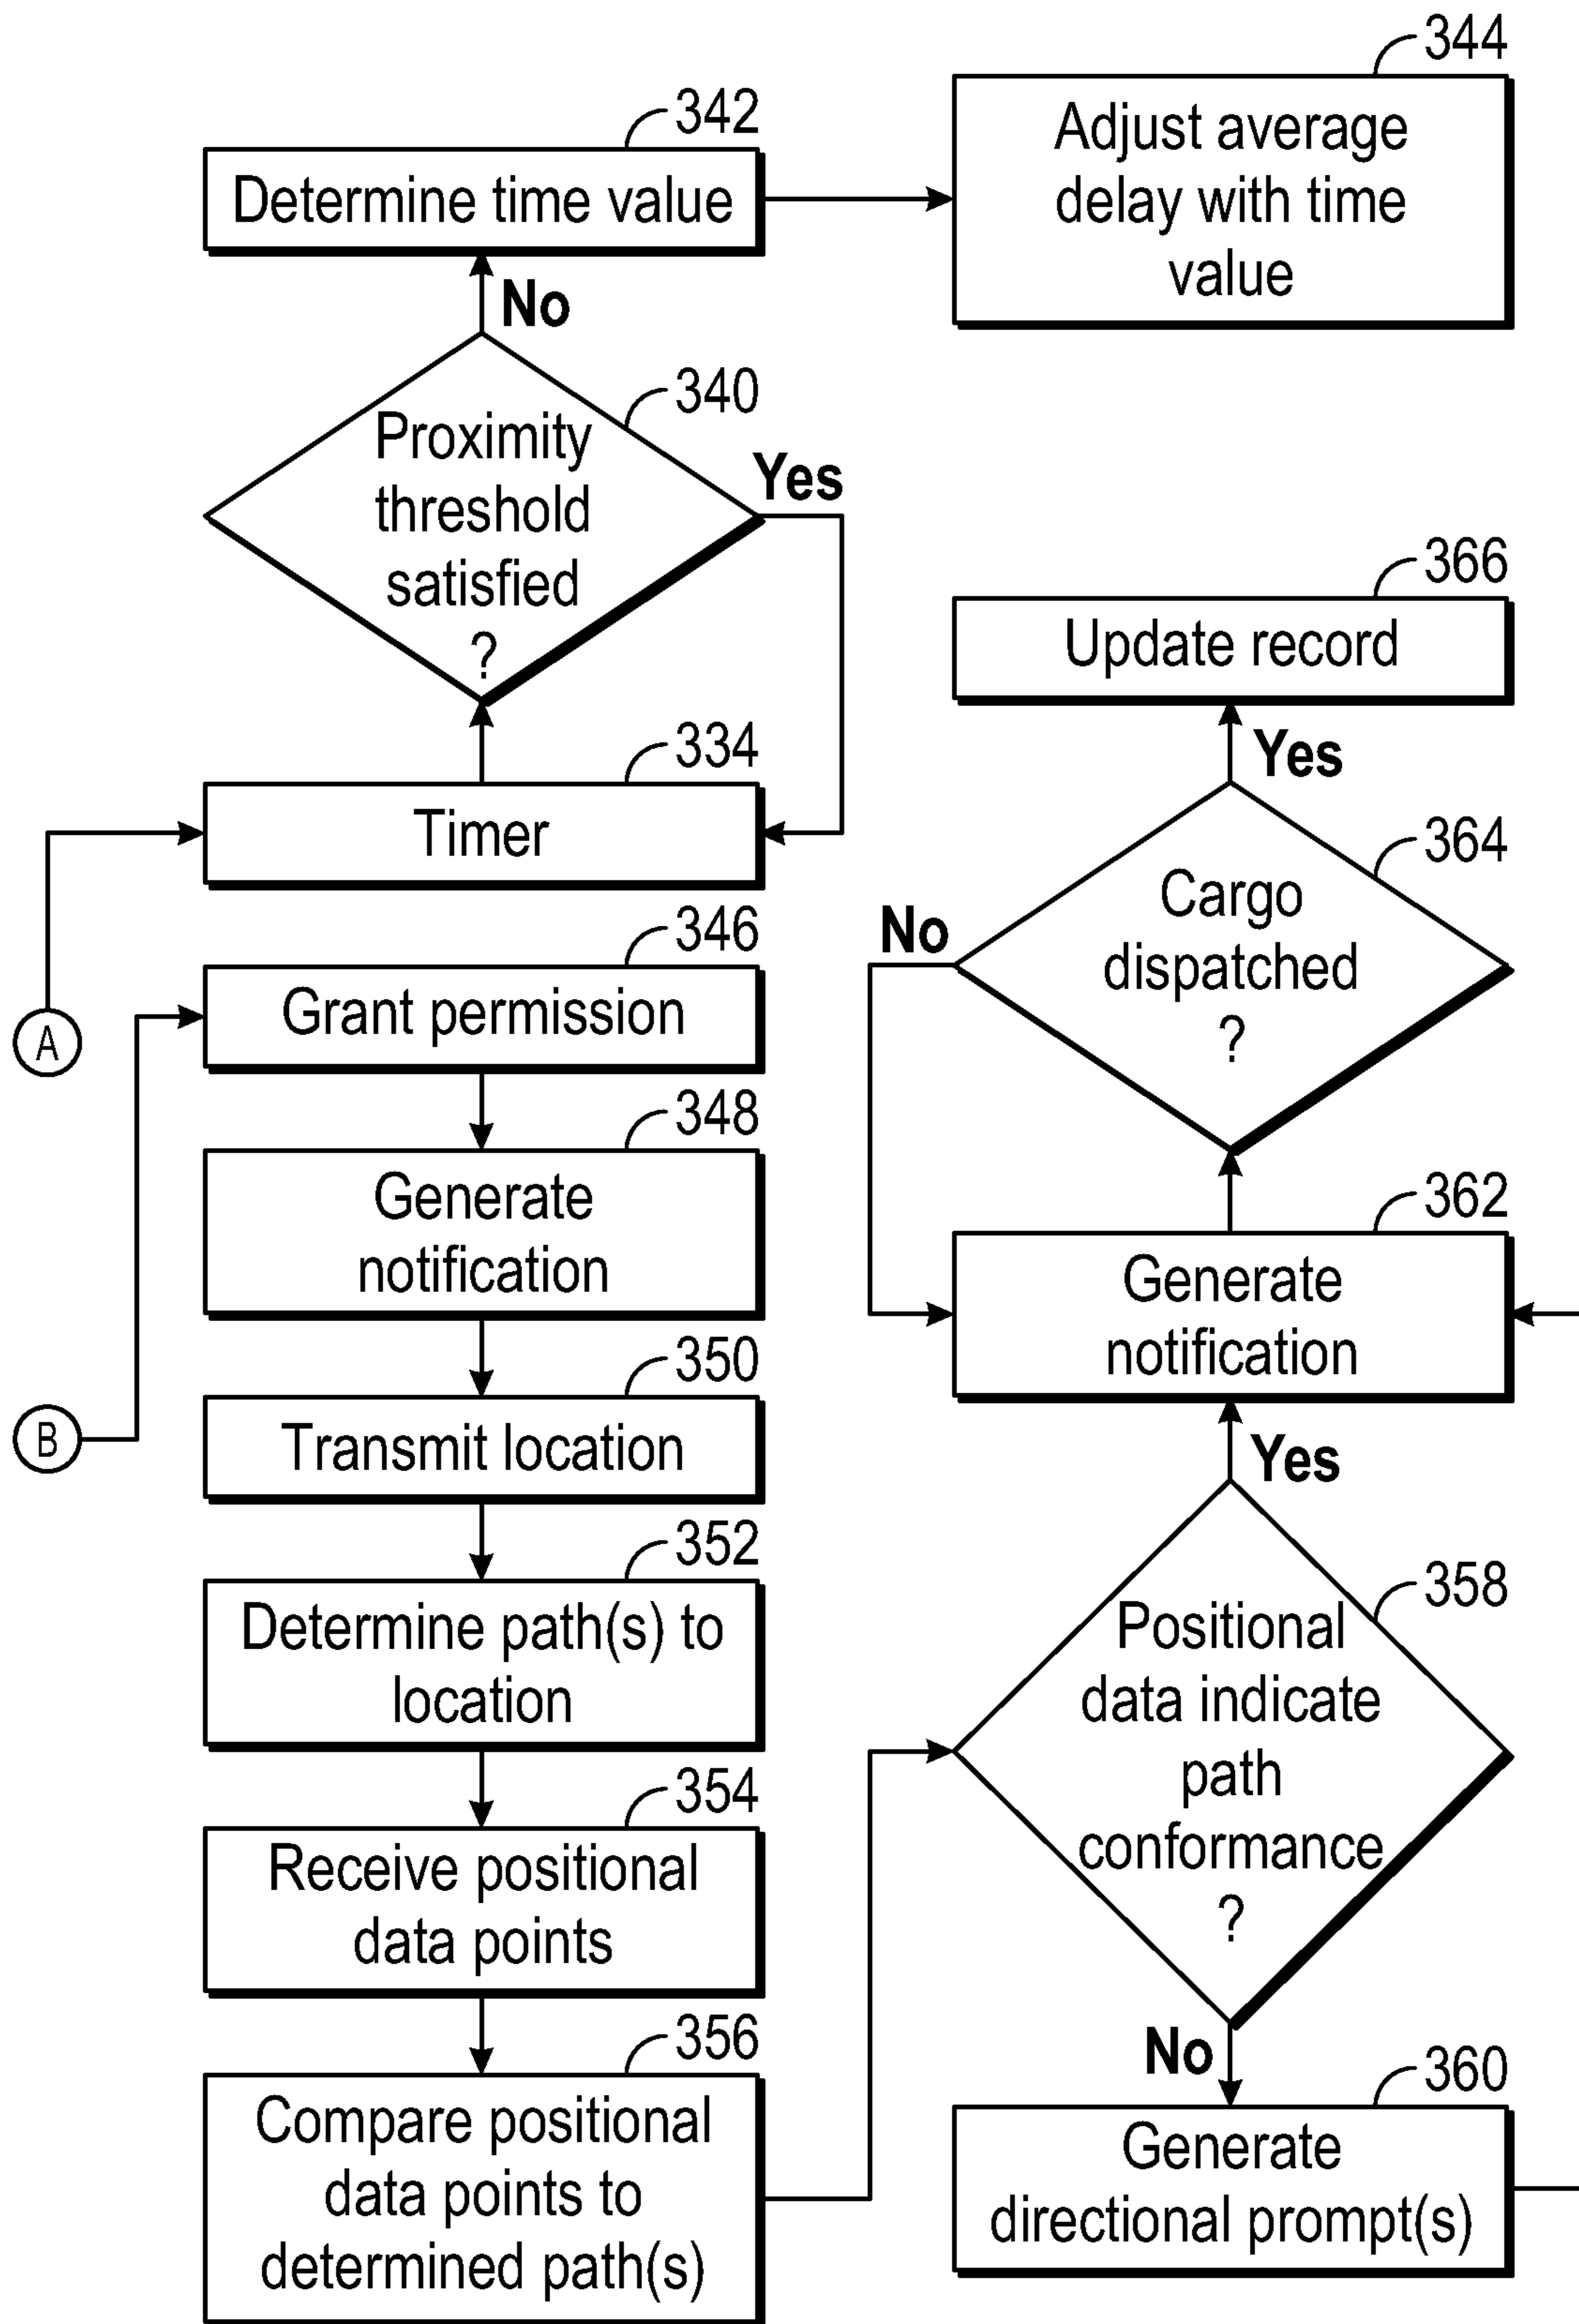 344
Adjust average
delay with time
value
342
Determine time value
No
340
Proximity
threshold
satisfied
?
Yes
334
Timer
A
346
Grant permission
B
348
Generate
notification
350
Transmit location
352
Determine path(s) to
location
354
Receive positional
data points
356
Compare positional
data points to
determined path(s)
366
Update record
Yes
364
Cargo
dispatched
?
No
362
Generate
notification
Yes
358
Positional
data indicate
path
conformance
?
No
360
Generate
directional prompt(s)